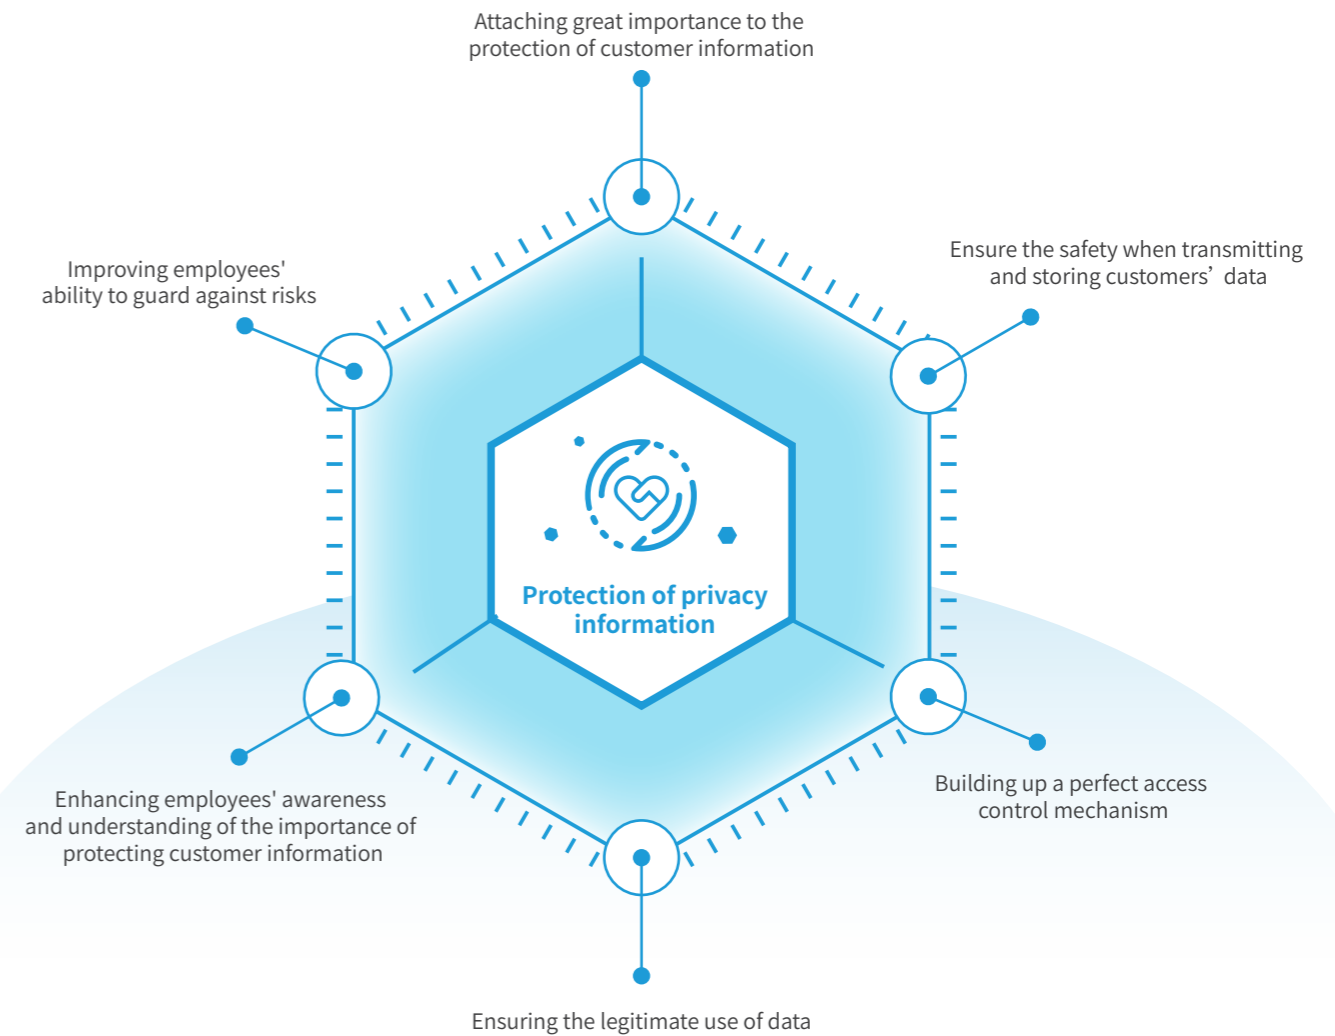 Attaching great importance to the
protection of customer information
Ensure the safety when transmitting
and storing customers’ data
Improving employees'
ability to guard against risks
Protection of privacy
information
Building up a perfect access
control mechanism
Enhancing employees' awareness
and understanding of the importance of
protecting customer information
Ensuring the legitimate use of data